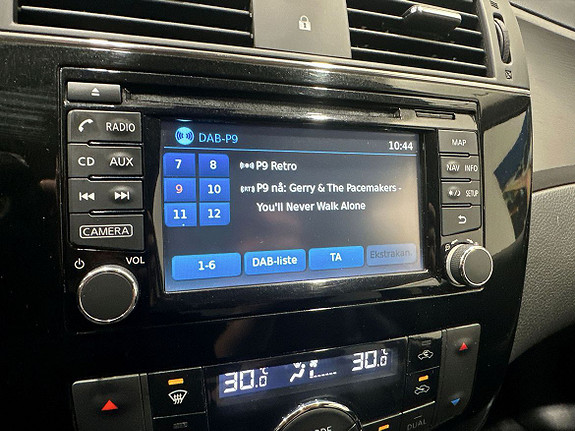 RADIO
CD AUX
CAMERA
VOL
DAB-P9
10:44
7 8
9 10
11 12
P9 Retro
P9 nå: Gerry & The Pacemakers -
You'll Never Walk Alone
1-6 DAB-liste TA Ekstrakan.
MAP
NAV INFO
SETUP
30.0°C
30.0°C
DUAL